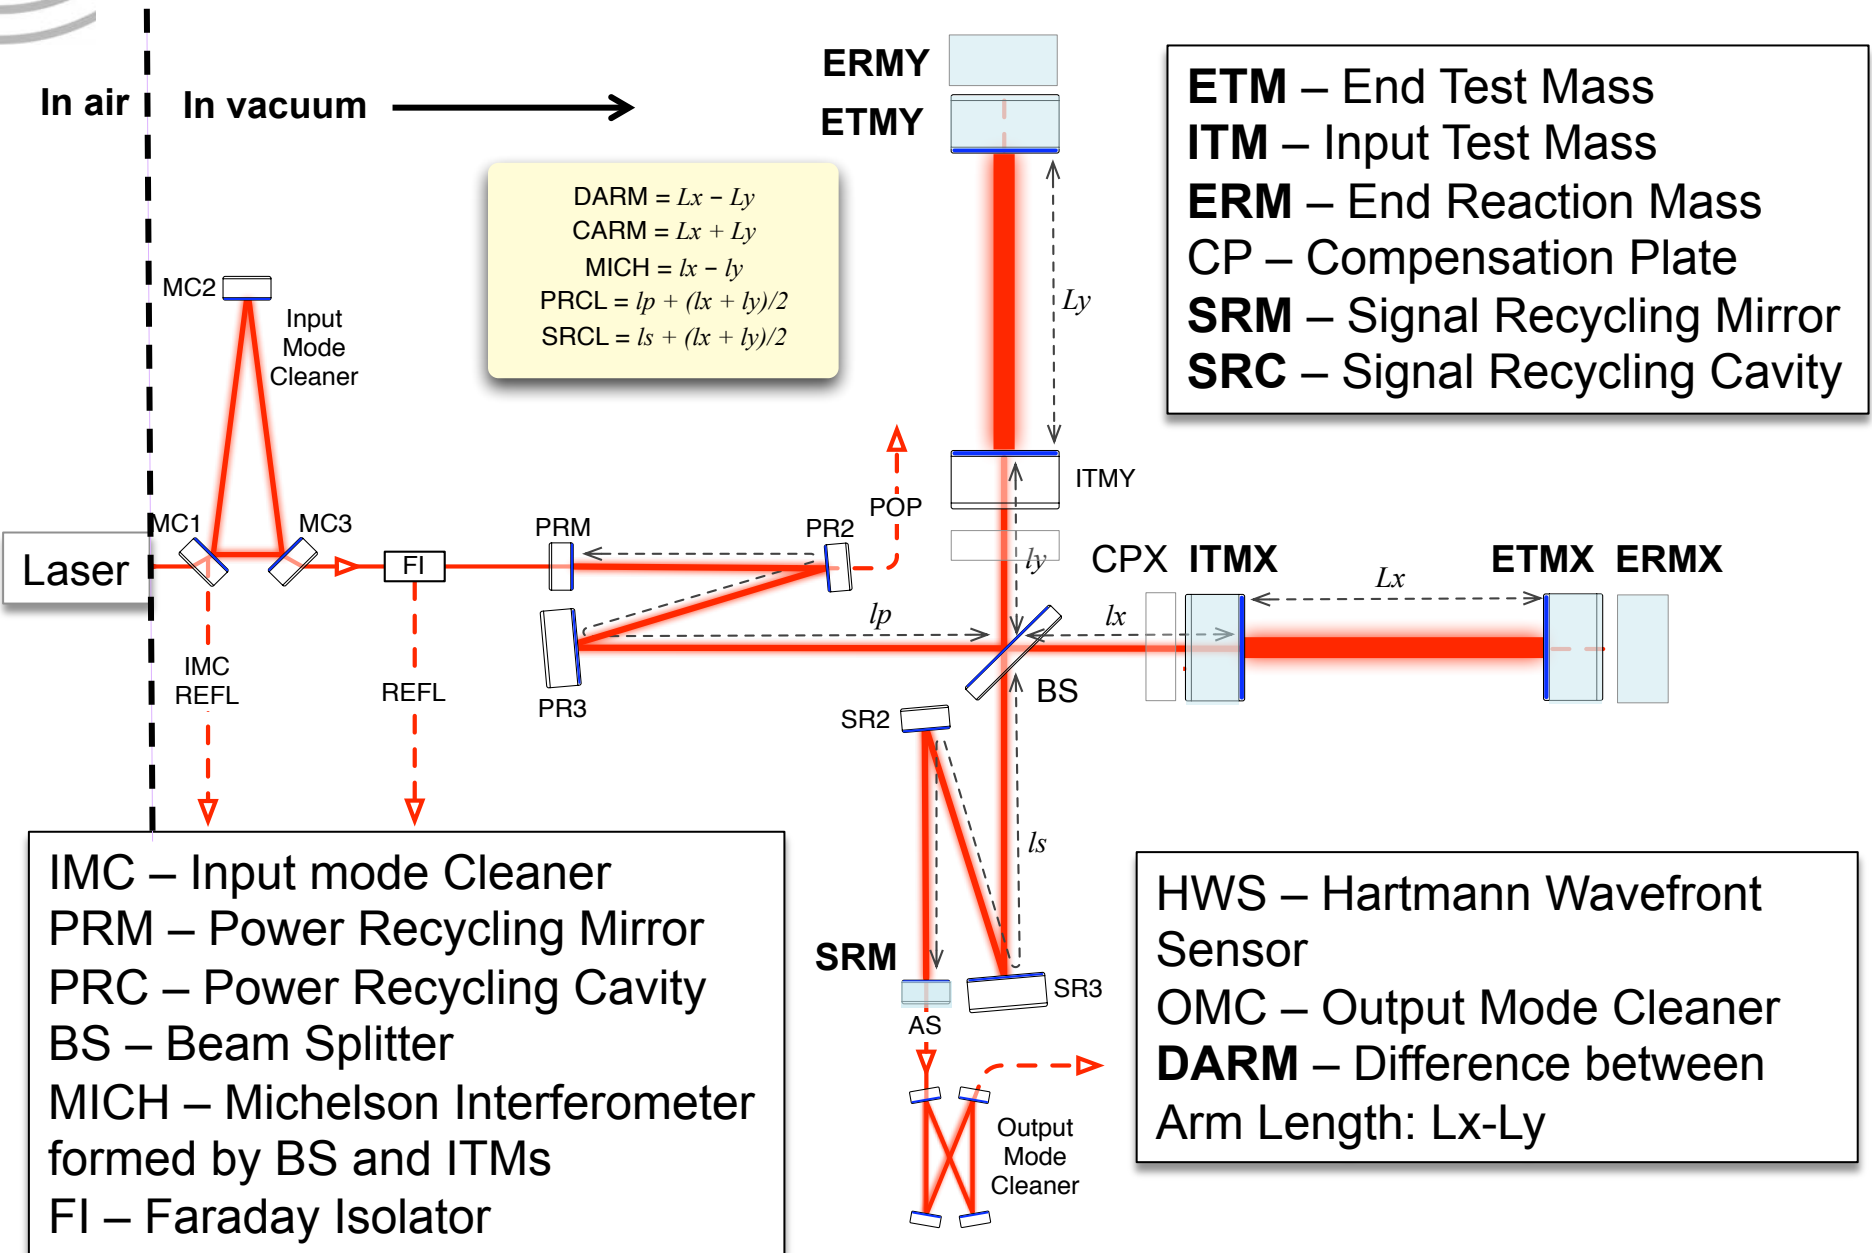 In air
In vacuum
ERMY
ETMY
DARM = Lx – Ly
CARM = Lx + Ly
MICH = lx – ly
PRCL = lp + (lx + ly)/2
SRCL = ls + (lx + ly)/2
ETM – End Test Mass
ITM – Input Test Mass
ERM – End Reaction Mass
CP – Compensation Plate
SRM – Signal Recycling Mirror
SRC – Signal Recycling Cavity
MC2
Input
Mode
Cleaner
Ly
ITMY
MC1
MC3
Laser
FI
PRM
PR2
POP
ly
CPX
ITMX
Lx
ETMX
ERMX
lp
lx
IMC
REFL
REFL
PR3
BS
SR2
ls
SRM
SR3
AS
Output
Mode
Cleaner
IMC – Input mode Cleaner
PRM – Power Recycling Mirror
PRC – Power Recycling Cavity
BS – Beam Splitter
MICH – Michelson Interferometer
formed by BS and ITMs
FI – Faraday Isolator
HWS – Hartmann Wavefront
Sensor
OMC – Output Mode Cleaner
DARM – Difference between
Arm Length: Lx-Ly